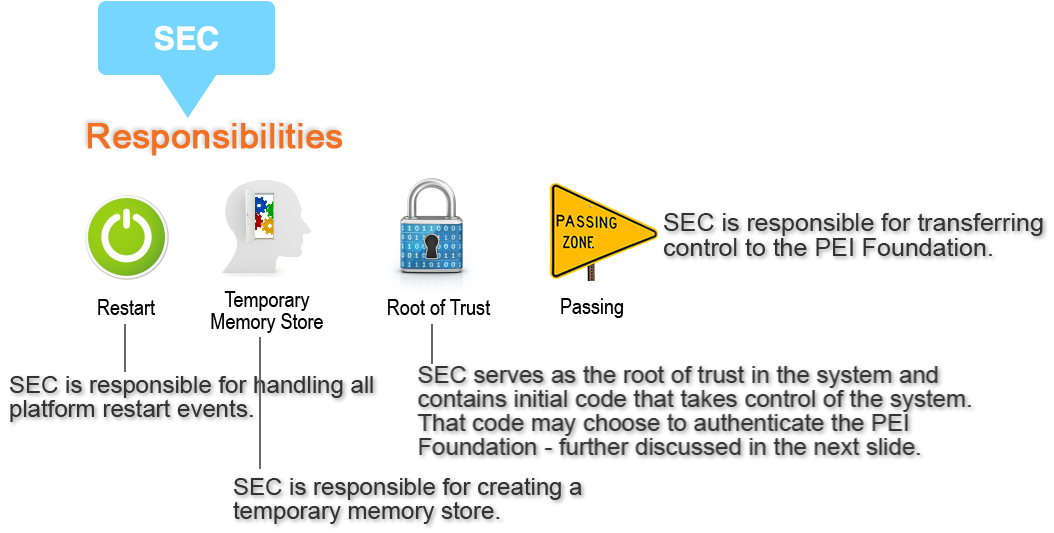 SEC
Responsibilities
PASSING
ZONE.
SEC is responsible for transferring
control to the PEI Foundation.
Restart
Temporary
Memory Store
Root of Trust
Passing
SEC is responsible for handling all
platform restart events.
SEC serves as the root of trust in the system and
contains initial code that takes control of the system.
That code may choose to authenticate the PEI
Foundation - further discussed in the next slide.
SEC is responsible for creating a
temporary memory store.